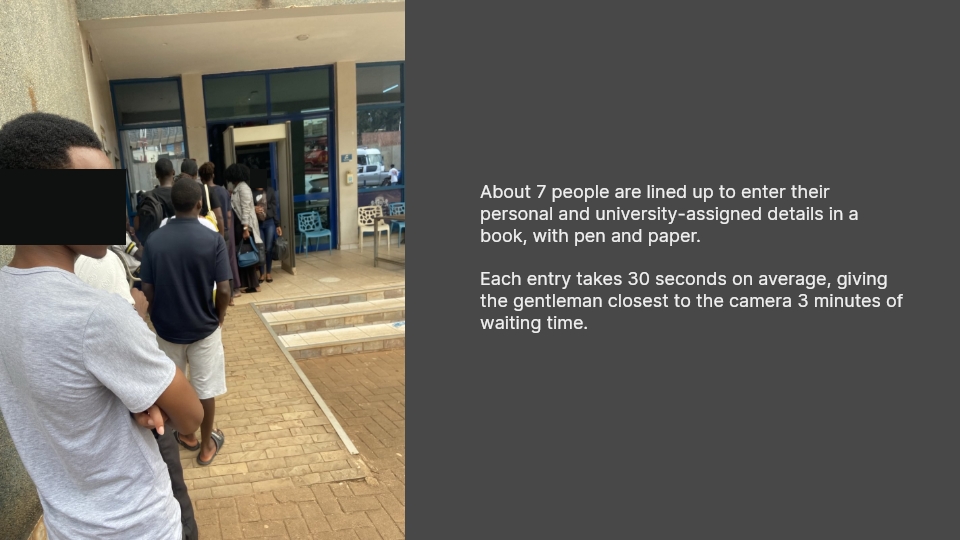 About 7 people are lined up to enter their
personal and university-assigned details in a
book, with pen and paper.
Each entry takes 30 seconds on average, giving
the gentleman closest to the camera 3 minutes of
waiting time.